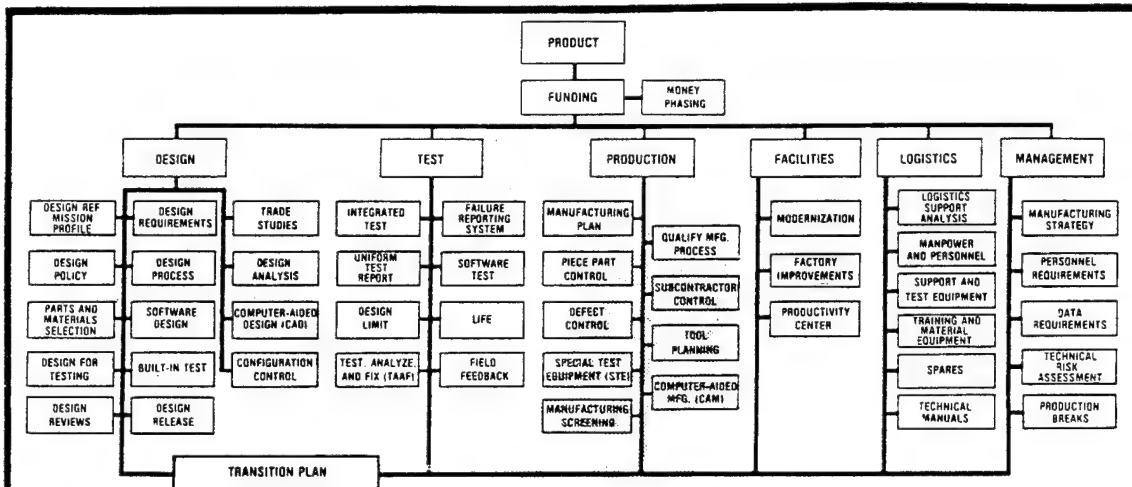 PRODUCT
FUNDING
MONEY
PHASING
DESIGN
TEST
PRODUCTION
FACILITIES
LOGISTICS
MANAGEMENT
DESIGN REF
MISSION
PROFILE
DESIGN
REQUIREMENTS
TRADE
STUDIES
DESIGN
POLICY
DESIGN
PROCESS
DESIGN
ANALYSIS
PARTS AND
MATERIALS
SELECTION
SOFTWARE
DESIGN
COMPUTER-AIDED
DESIGN (CAD)
DESIGN FOR
TESTING
BUILT-IN TEST
CONFIGURATION
CONTROL
DESIGN
REVIEWS
DESIGN
RELEASE
INTEGRATED
TEST
FAILURE
REPORTING
SYSTEM
UNIFORM
TEST
REPORT
SOFTWARE
TEST
DESIGN
LIMIT
LIFE
TEST. ANALYZE.
AND FIX (TAAF)
FIELD
FEEDBACK
MANUFACTURING
PLAN
QUALIFY MFG.
PROCESS
PIECE PART
CONTROL
SUBCONTRACTOR
CONTROL
DEFECT
CONTROL
TOOL
PLANNING
SPECIAL TEST
EQUIPMENT (STE)
COMPUTER-AIDED
MFG. (CAM)
MANUFACTURING
SCREENING
MODERNIZATION
FACTORY
IMPROVEMENTS
PRODUCTIVITY
CENTER
LOGISTICS
SUPPORT
ANALYSIS
MANPOWER
AND PERSONNEL
SUPPORT AND
TEST EQUIPMENT
TRAINING AND
MATERIAL
EQUIPMENT
SPARES
TECHNICAL
MANUALS
MANUFACTURING
STRATEGY
PERSONNEL
REQUIREMENTS
DATA
REQUIREMENTS
TECHNICAL
RISK
ASSESSMENT
PRODUCTION
BREAKS
TRANSITION PLAN